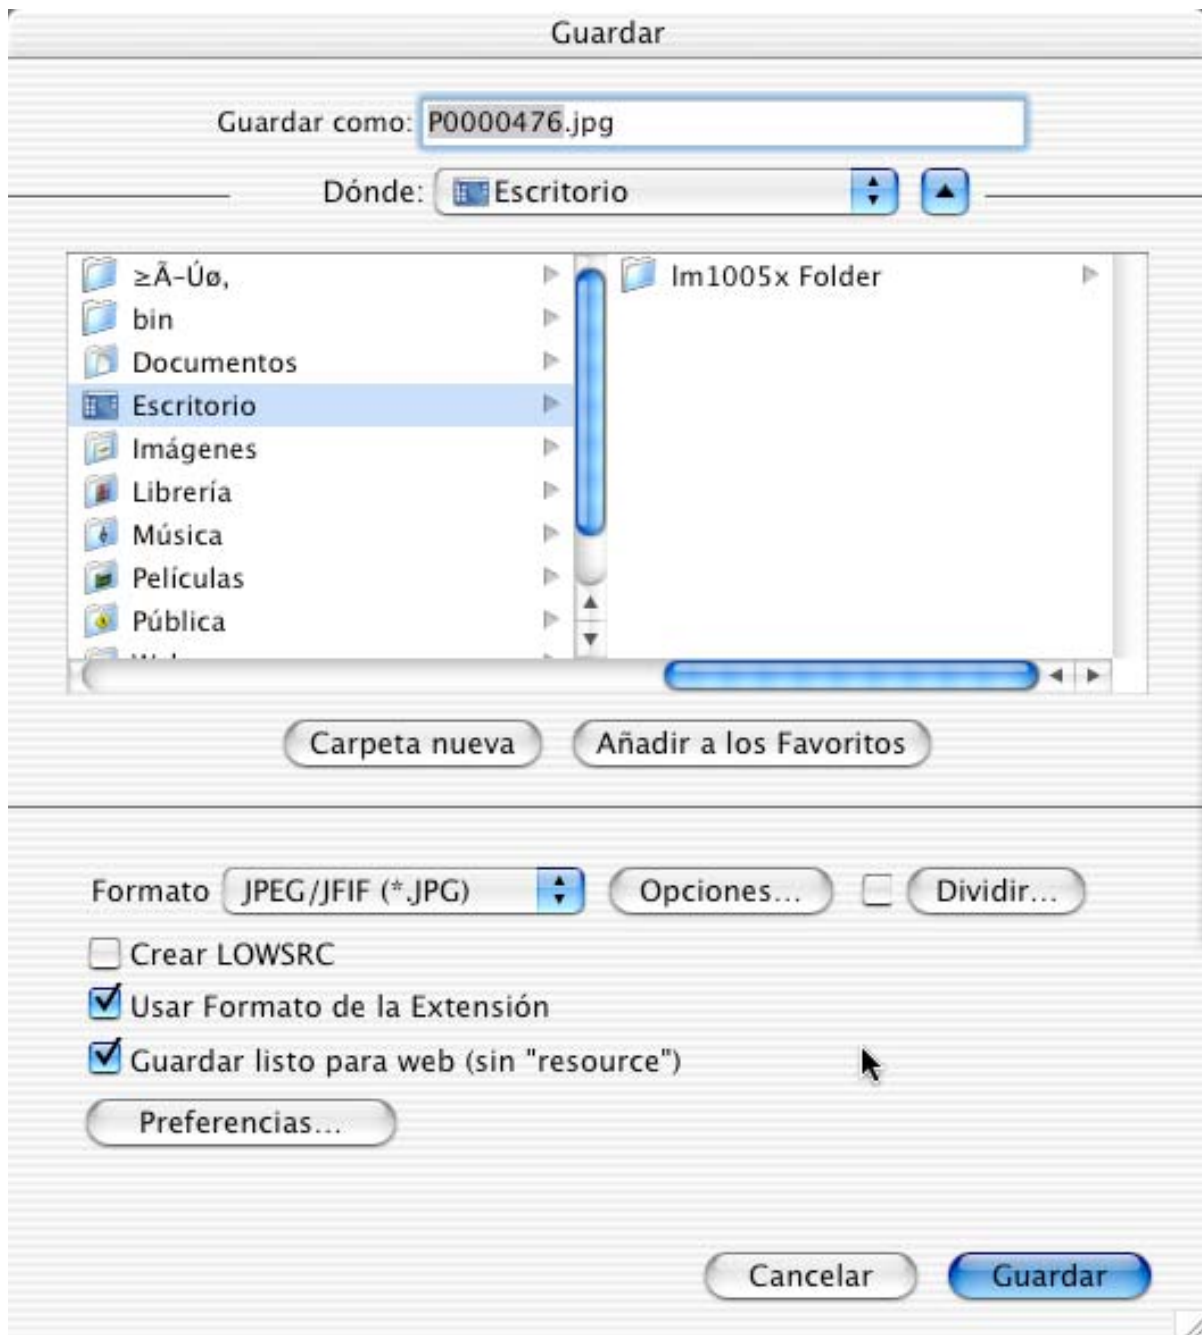 Guardar
Guardar como: P0000476.jpg
Dónde: Escritorio
≥Ã–Úø,
bin
Documentos
Escritorio
Imágenes
Librería
Música
Películas
Pública
lm1005x Folder
Carpeta nueva
Añadir a los Favoritos
Formato JPEG/JFIF (*.JPG) Opciones... Dividir...
Crear LOWSRC
Usar Formato de la Extensión
Guardar listo para web (sin "resource")
Preferencias...
Cancelar
Guardar